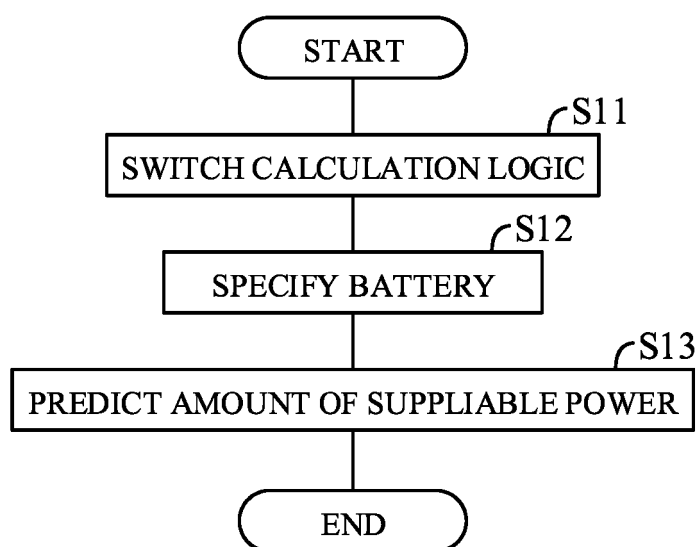 START
S11
SWITCH CALCULATION LOGIC
S12
SPECIFY BATTERY
S13
PREDICT AMOUNT OF SUPPLIABLE POWER
END